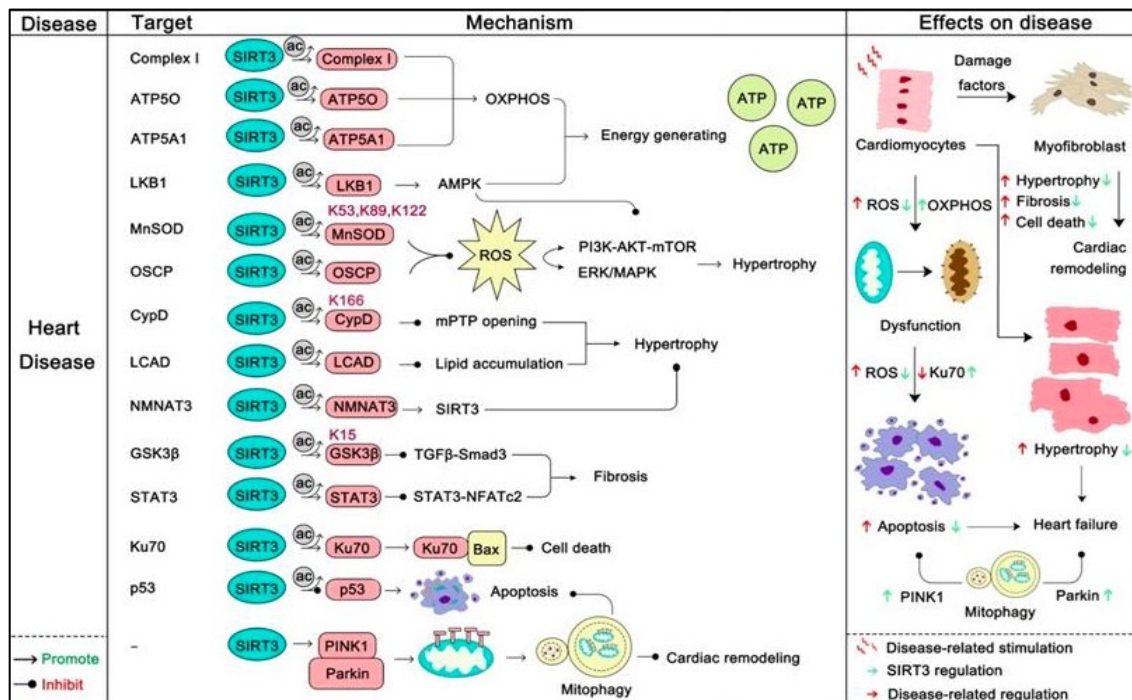 Disease Target Mechanism Effects on disease
Heart Disease
Complex I SIRT3 ac Complex I
ATP5O SIRT3 ac ATP5O OXPHOS
ATP5A1 SIRT3 ac ATP5A1
Energy generating ATP ATP ATP
LKB1 SIRT3 ac LKB1 AMPK
K53,K89,K122
MnSOD SIRT3 ac MnSOD
OSCP SIRT3 ac OSCP
ROS
PI3K-AKT-mTOR
ERK/MAPK
Hypertrophy
K166
CypD SIRT3 ac CypD mPTP opening
LCAD SIRT3 ac LCAD Lipid accumulation
Hypertrophy
NMNAT3 SIRT3 ac NMNAT3 SIRT3
K15
GSK3β SIRT3 ac GSK3β TGFβ-Smad3
Fibrosis
STAT3 SIRT3 ac STAT3 STAT3-NFATc2
Ku70 SIRT3 ac Ku70 Ku70 Bax Cell death
p53 SIRT3 ac p53 Apoptosis
– SIRT3 PINK1
Parkin
Mitophagy
Cardiac remodeling
Promote
Inhibit
Damage
factors
Cardiomyocytes Myofibroblast
↑ ROS ↓ ↑ OXPHOS
↑ Hypertrophy ↓
↑ Fibrosis ↓
↑ Cell death ↓
Cardiac
remodeling
Dysfunction
↑ ROS ↓ ↓ Ku70 ↑
↑ Hypertrophy ↓
↑ Apoptosis ↓ Heart failure
↑ PINK1 Mitophagy Parkin ↑
Disease-related stimulation
→ SIRT3 regulation
→ Disease-related regulation